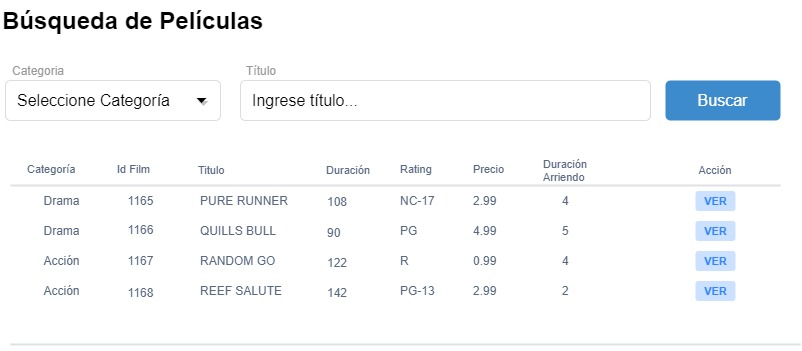 Búsqueda de Películas
Categoria Título
Seleccione Categoría Ingrese título... Buscar
Categoría Id Film Titulo Duración Rating Precio Duración Arriendo Acción
Drama 1165 PURE RUNNER 108 NC-17 2.99 4 VER
Drama 1166 QUILLS BULL 90 PG 4.99 5 VER
Acción 1167 RANDOM GO 122 R 0.99 4 VER
Acción 1168 REEF SALUTE 142 PG-13 2.99 2 VER